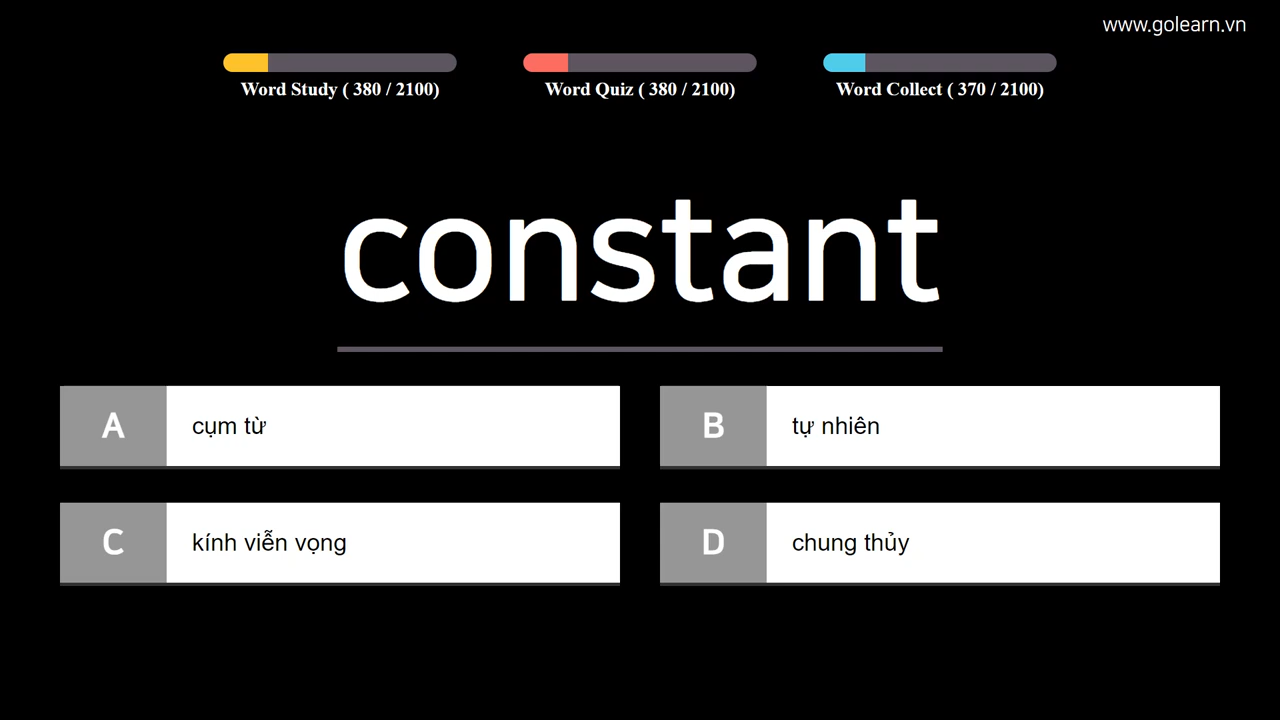 www.golearn.vn
Word Study ( 380 / 2100)
Word Quiz ( 380 / 2100)
Word Collect ( 370 / 2100)
constant
A cụm từ
B tự nhiên
C kính viễn vọng
D chung thủy